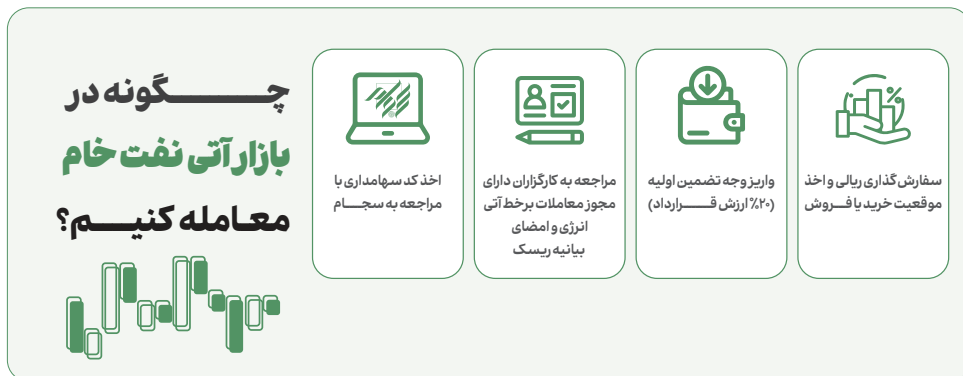 چگونه در
بازار آتی نفت خام
معامله کنیم؟
اخذ کد سهامداری با
مراجعه به سجام
مراجعه به کارگزاران دارای
مجوز معاملات برخط آتی
انرژی و امضای
بیانیه ریسک
واریز وجه تضمین اولیه
(۲۰٪ ارزش قرارداد)
سفارش گذاری ریالی و اخذ
موقعیت خرید یا فروش